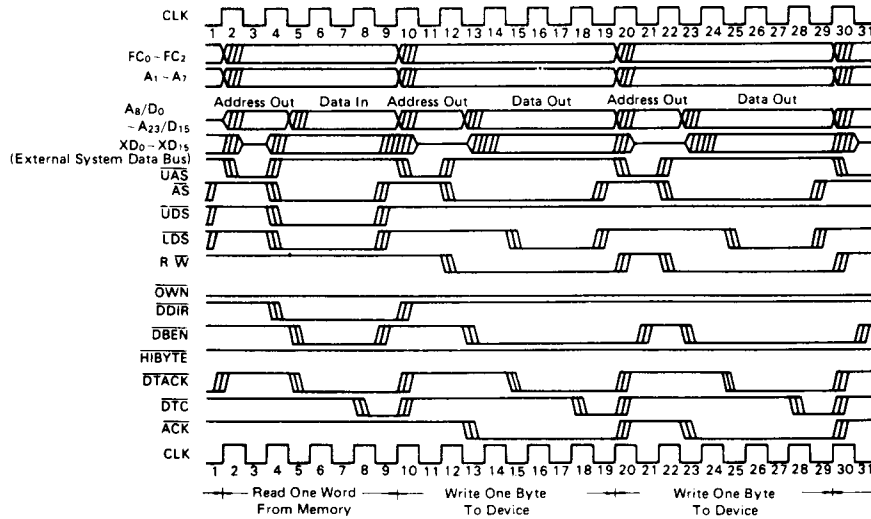 CLK
1 2 3 4 5 6 7 8 9 10 11 12 13 14 15 16 17 18 19 20 21 22 23 24 25 26 27 28 29 30 31
FC0~FC2
A1~A7
Address Out Data In Address Out Data Out Address Out Data Out
A8/D0
~A23/D15
XD0~XD15
(External System Data Bus)
UAS
AS
UDS
LDS
R W
OWN
DDIR
DBEN
HIBYTE
DTACK
DTC
ACK
CLK
1 2 3 4 5 6 7 8 9 10 11 12 13 14 15 16 17 18 19 20 21 22 23 24 25 26 27 28 29 30 31
Read One Word Write One Byte Write One Byte
From Memory To Device To Device